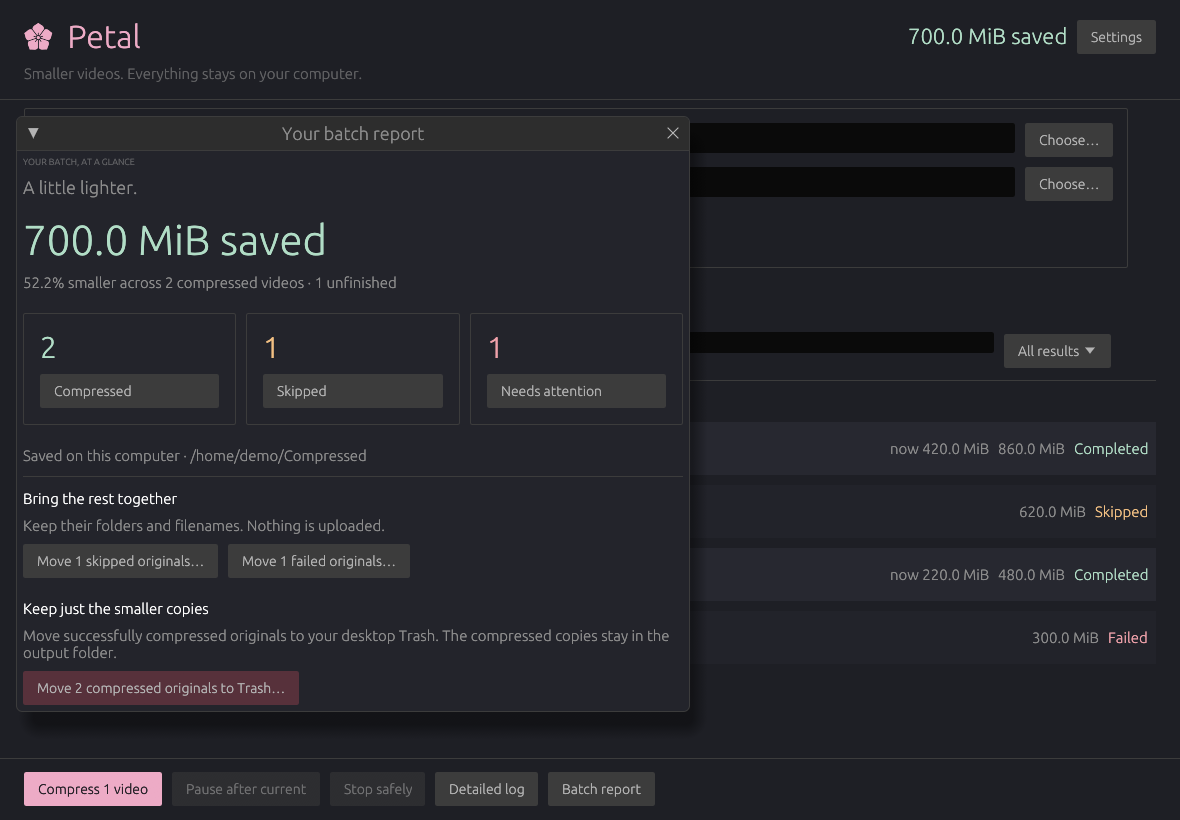 Petal
700.0 MiB saved
Settings
Smaller videos. Everything stays on your computer.
Your batch report
Choose…
YOUR BATCH, AT A GLANCE
A little lighter.
Choose…
700.0 MiB saved
52.2% smaller across 2 compressed videos · 1 unfinished
2
Compressed
1
Skipped
1
Needs attention
All results
Saved on this computer · /home/demo/Compressed
now 420.0 MiB 860.0 MiB Completed
Bring the rest together
Keep their folders and filenames. Nothing is uploaded.
620.0 MiB Skipped
Move 1 skipped originals…
Move 1 failed originals…
now 220.0 MiB 480.0 MiB Completed
Keep just the smaller copies
Move successfully compressed originals to your desktop Trash. The compressed copies stay in the
output folder.
300.0 MiB Failed
Move 2 compressed originals to Trash…
Compress 1 video
Pause after current
Stop safely
Detailed log
Batch report